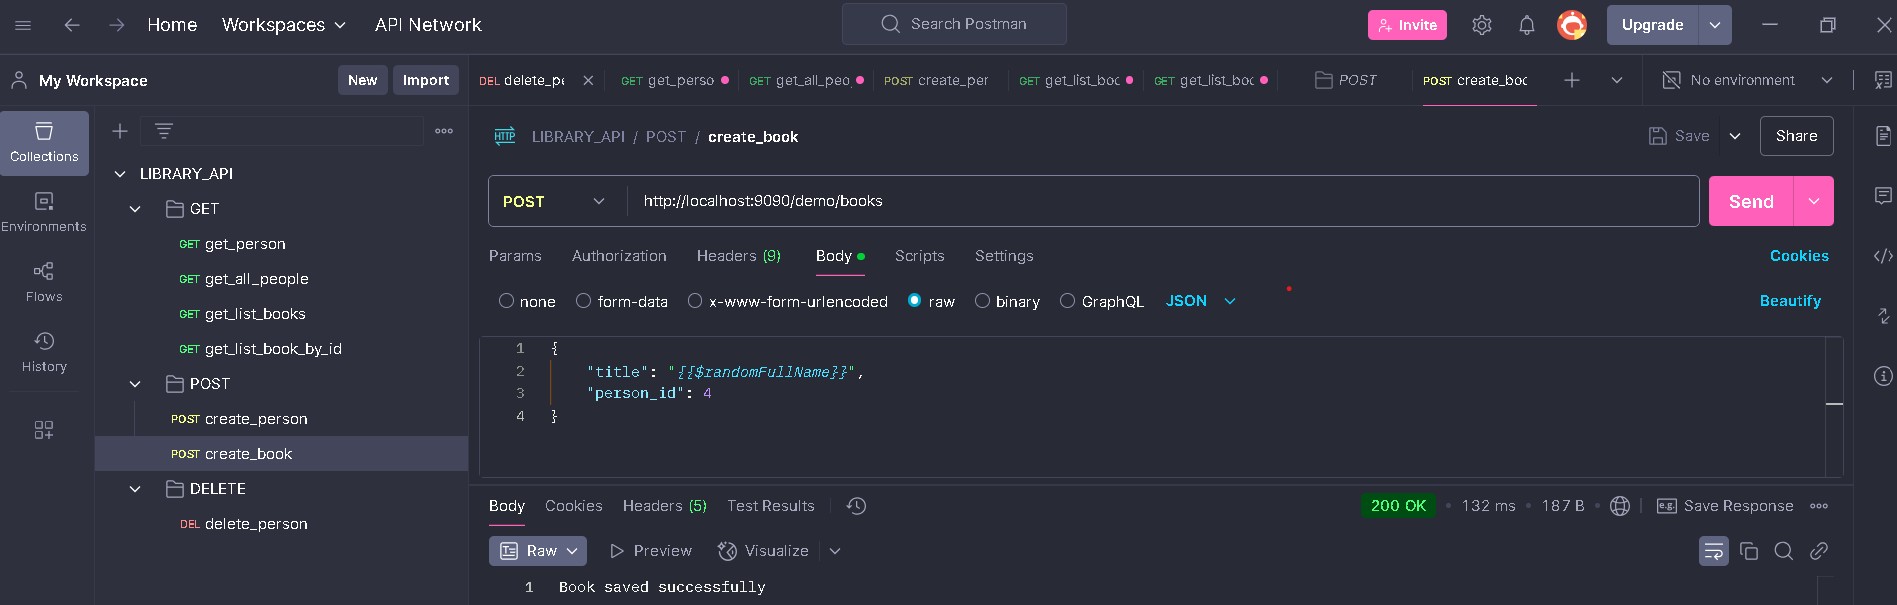 Home Workspaces API Network Search Postman Invite Upgrade
My Workspace New Import DEL delete_pe GET get_perso GET get_all_peo GET POST create_per GET get_list_boc GET get_list_boc POST POST create_boc No environment
Collections
Environments
Flows
History
LIBRARY_API
GET
GET get_person
GET get_all_people
GET get_list_books
GET get_list_book_by_id
POST
POST create_person
POST create_book
DELETE
DEL delete_person
HTTP LIBRARY_API / POST / create_book Save Share
POST http://localhost:9090/demo/books Send
Params Authorization Headers (9) Body Scripts Settings Cookies
none form-data x-www-form-urlencoded raw binary GraphQL JSON Beautify
1 {
2 "title": "{{$randomFullName}}",
3 "person_id": 4
4 }
Body Cookies Headers (5) Test Results 200 OK • 132 ms • 187 B e.g. Save Response
Raw Preview Visualize
1 Book saved successfully